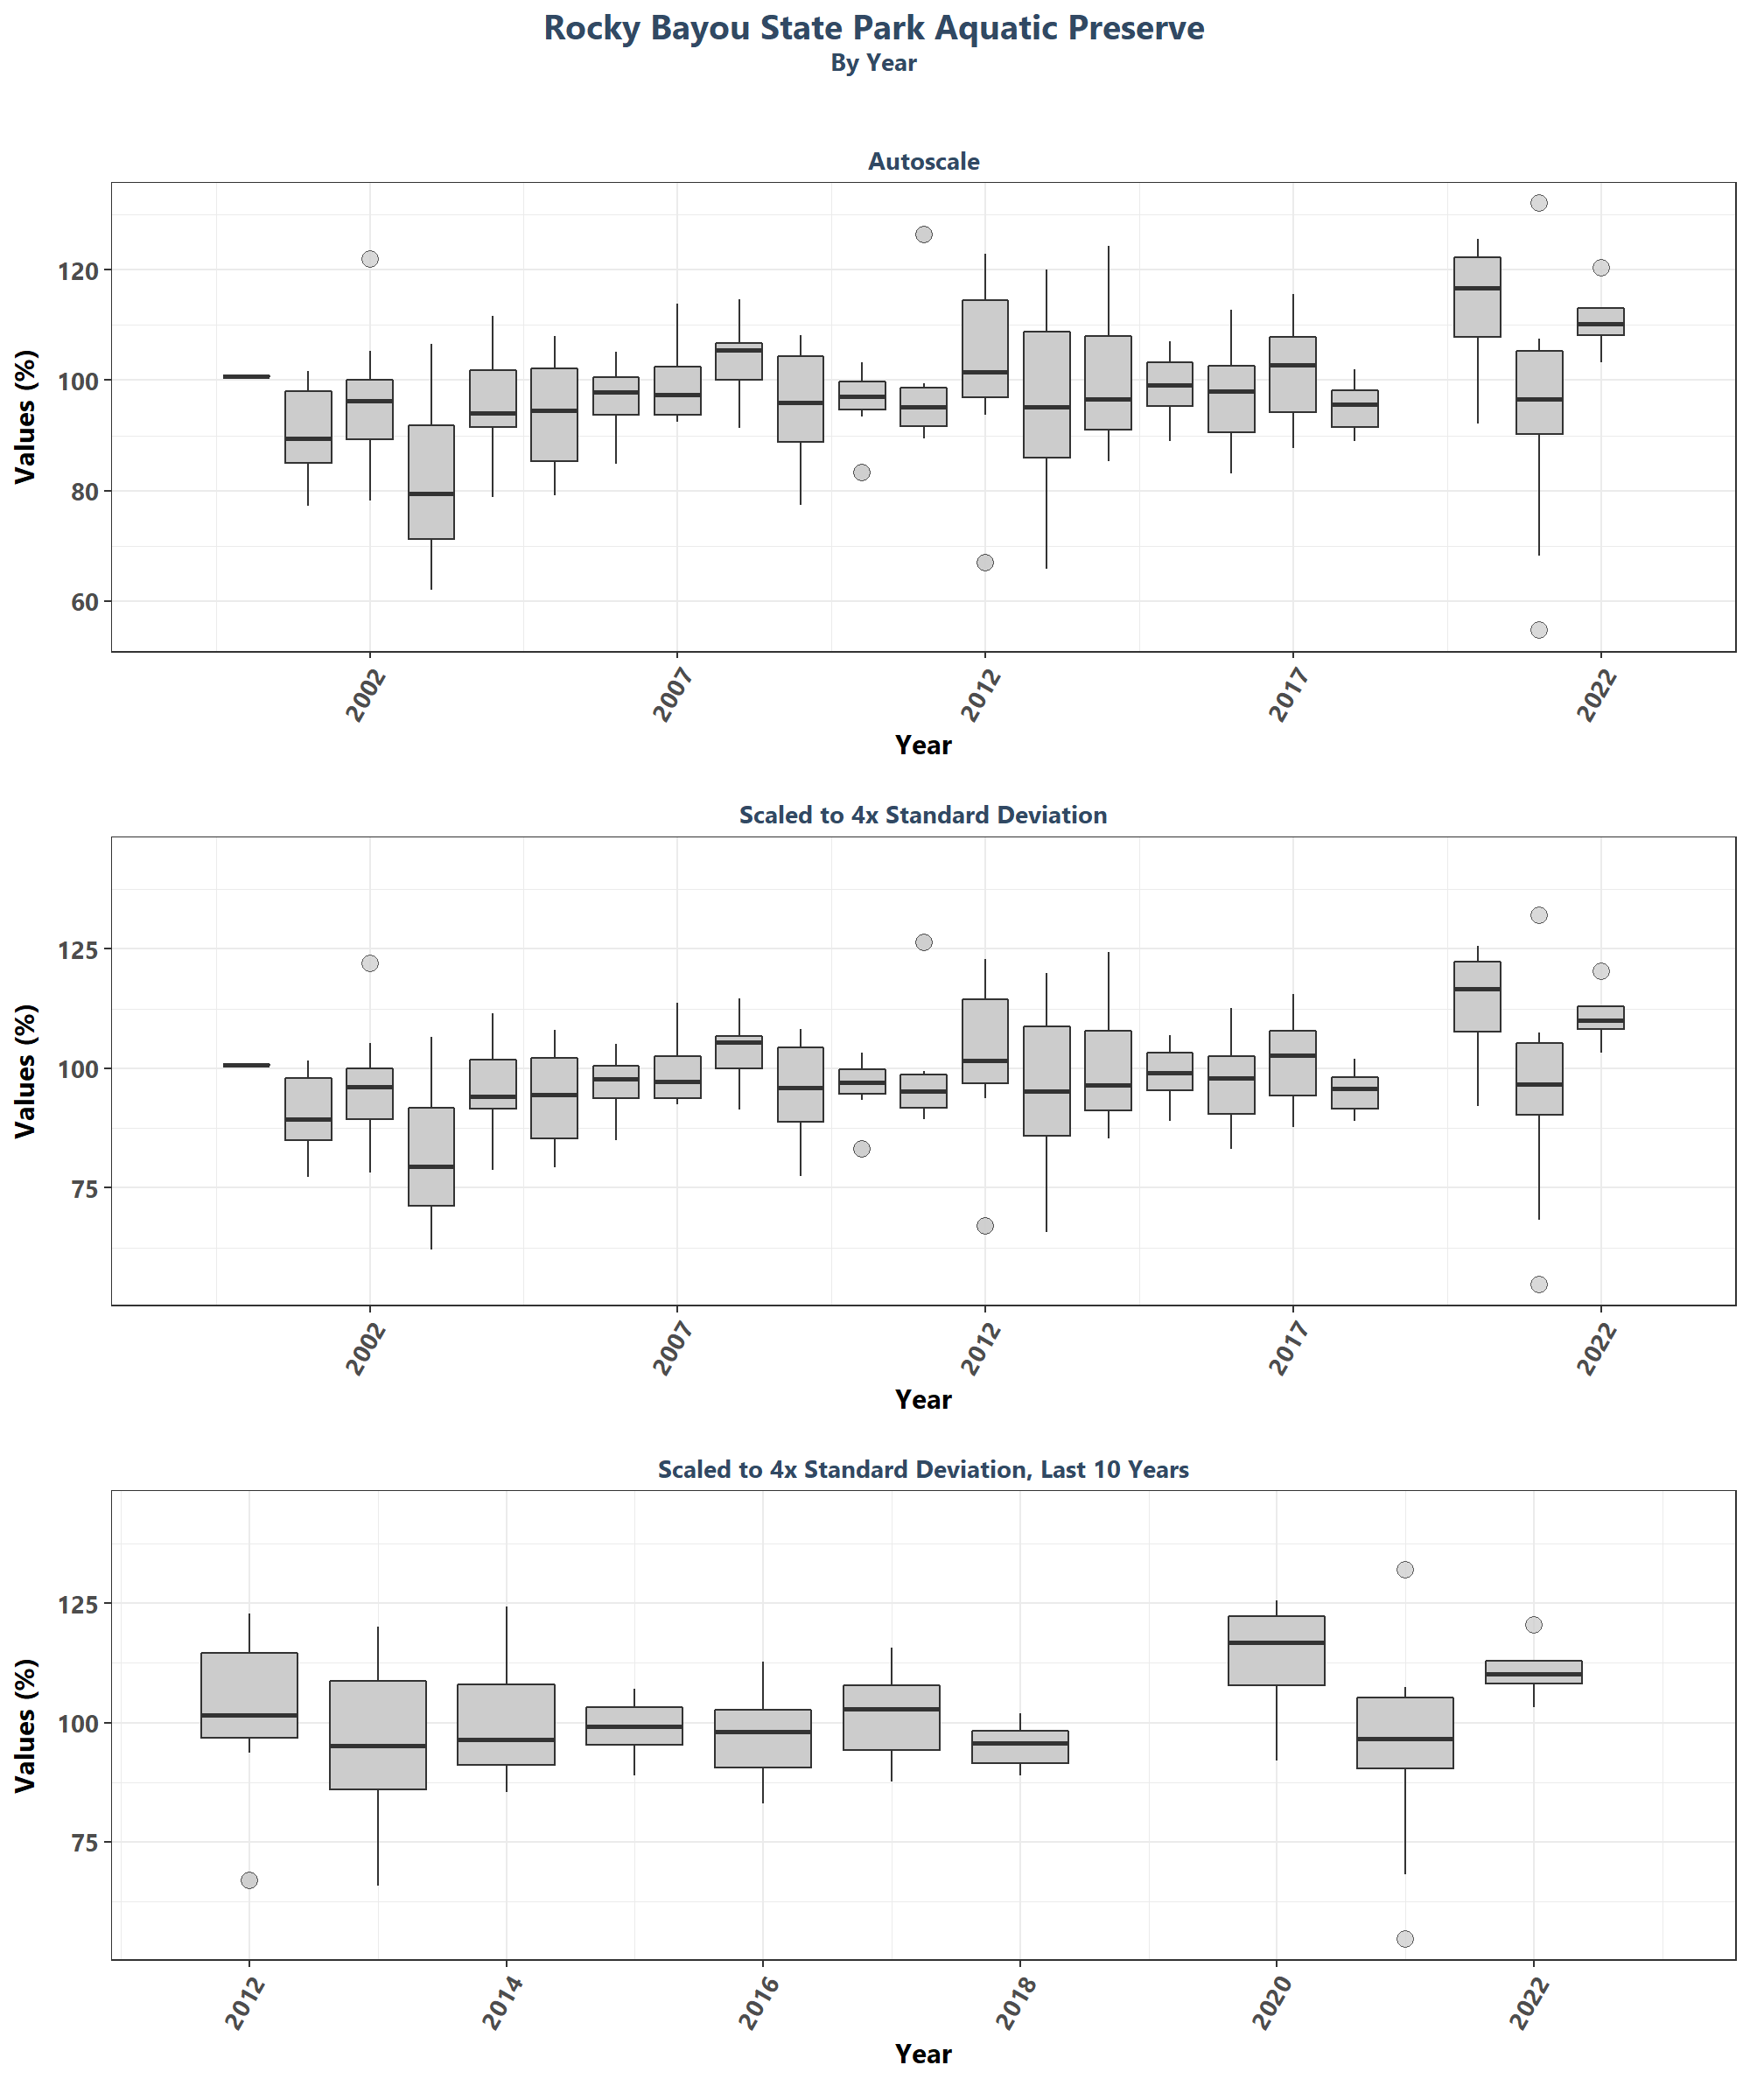 Rocky Bayou State Park Aquatic Preserve
By Year
Autoscale
Values (%)
120
100
80
60
2002 2007 2012 2017 2022
Year
Scaled to 4x Standard Deviation
Values (%)
125
100
75
2002 2007 2012 2017 2022
Year
Scaled to 4x Standard Deviation, Last 10 Years
Values (%)
125
100
75
2012 2014 2016 2018 2020 2022
Year